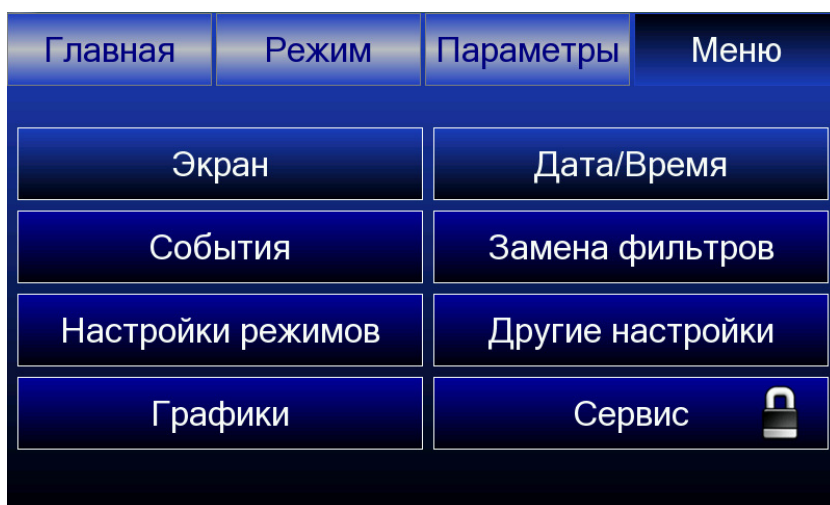 Главная Режим Параметры Меню
Экран Дата/Время
События Замена фильтров
Настройки режимов Другие настройки
Графики Сервис